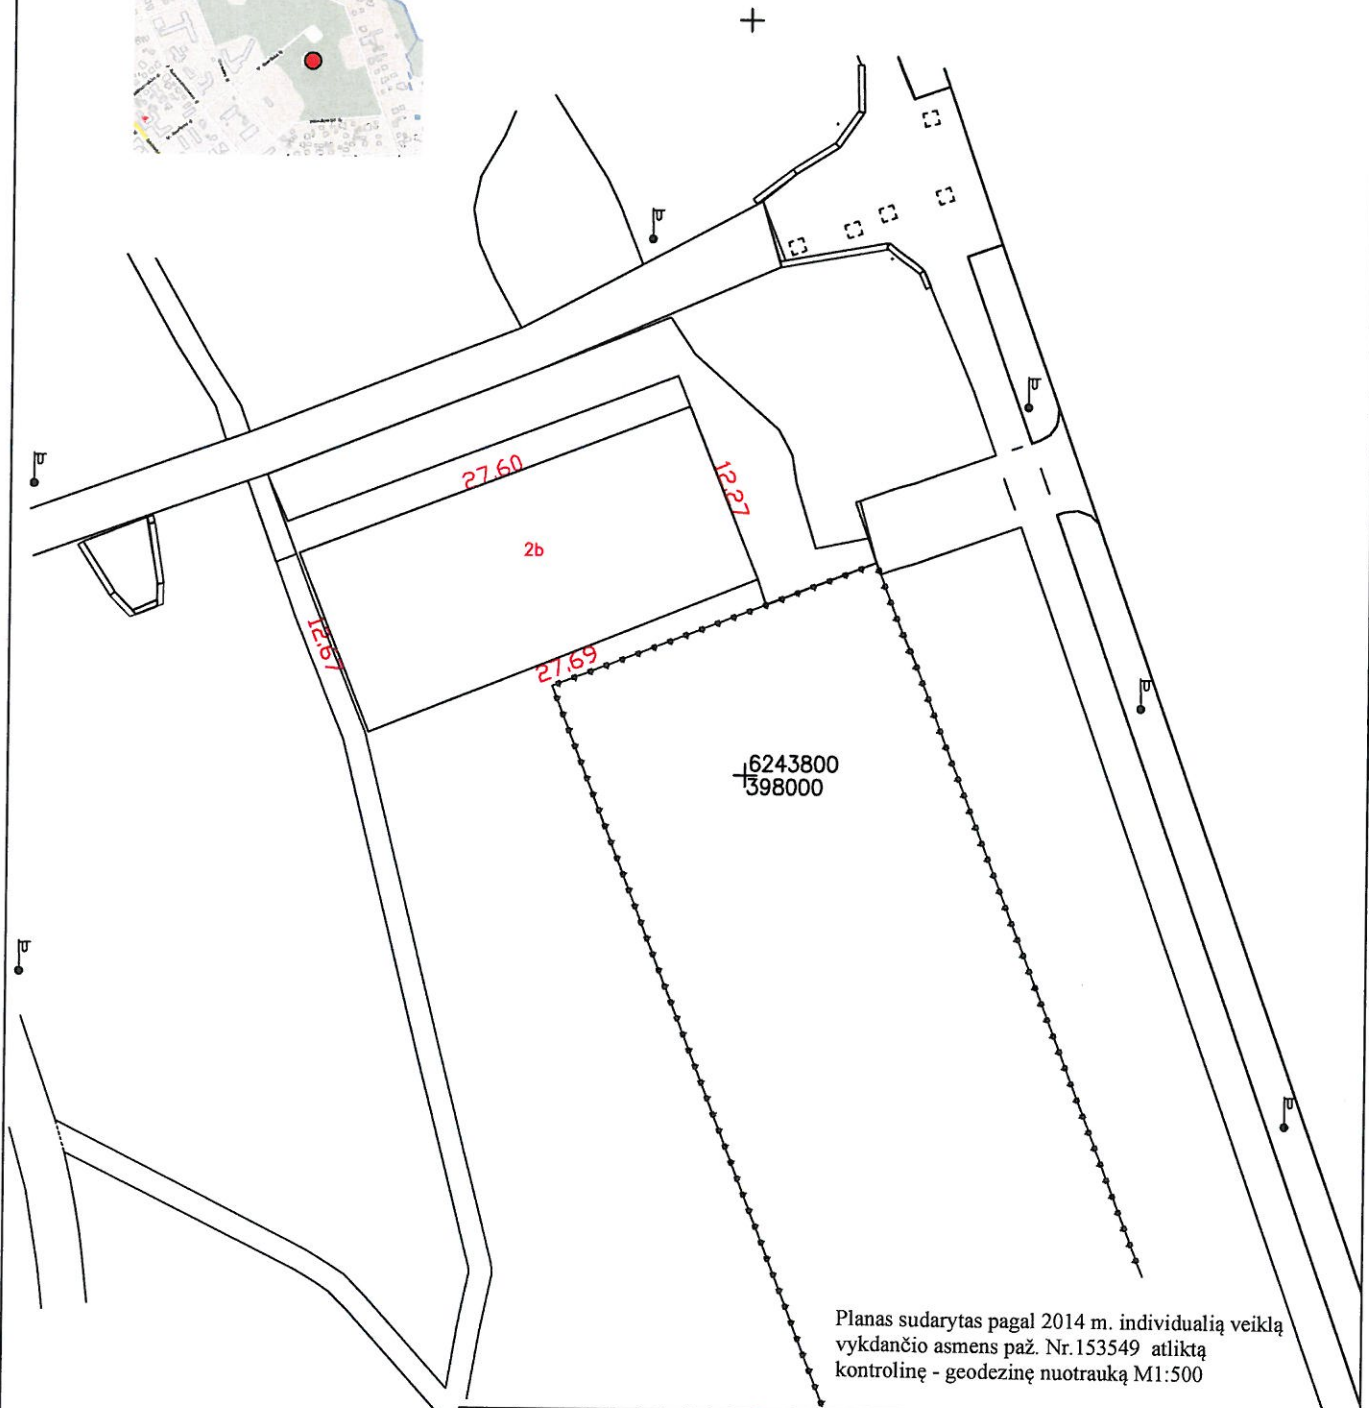 27.60
12.27
2b
12.67
27.69
6243800
398000
Planas sudarytas pagal 2014 m. individualią veiklą
vykdančio asmens paž. Nr.153549 atliktą
kontrolinę - geodezinę nuotrauką M1:500